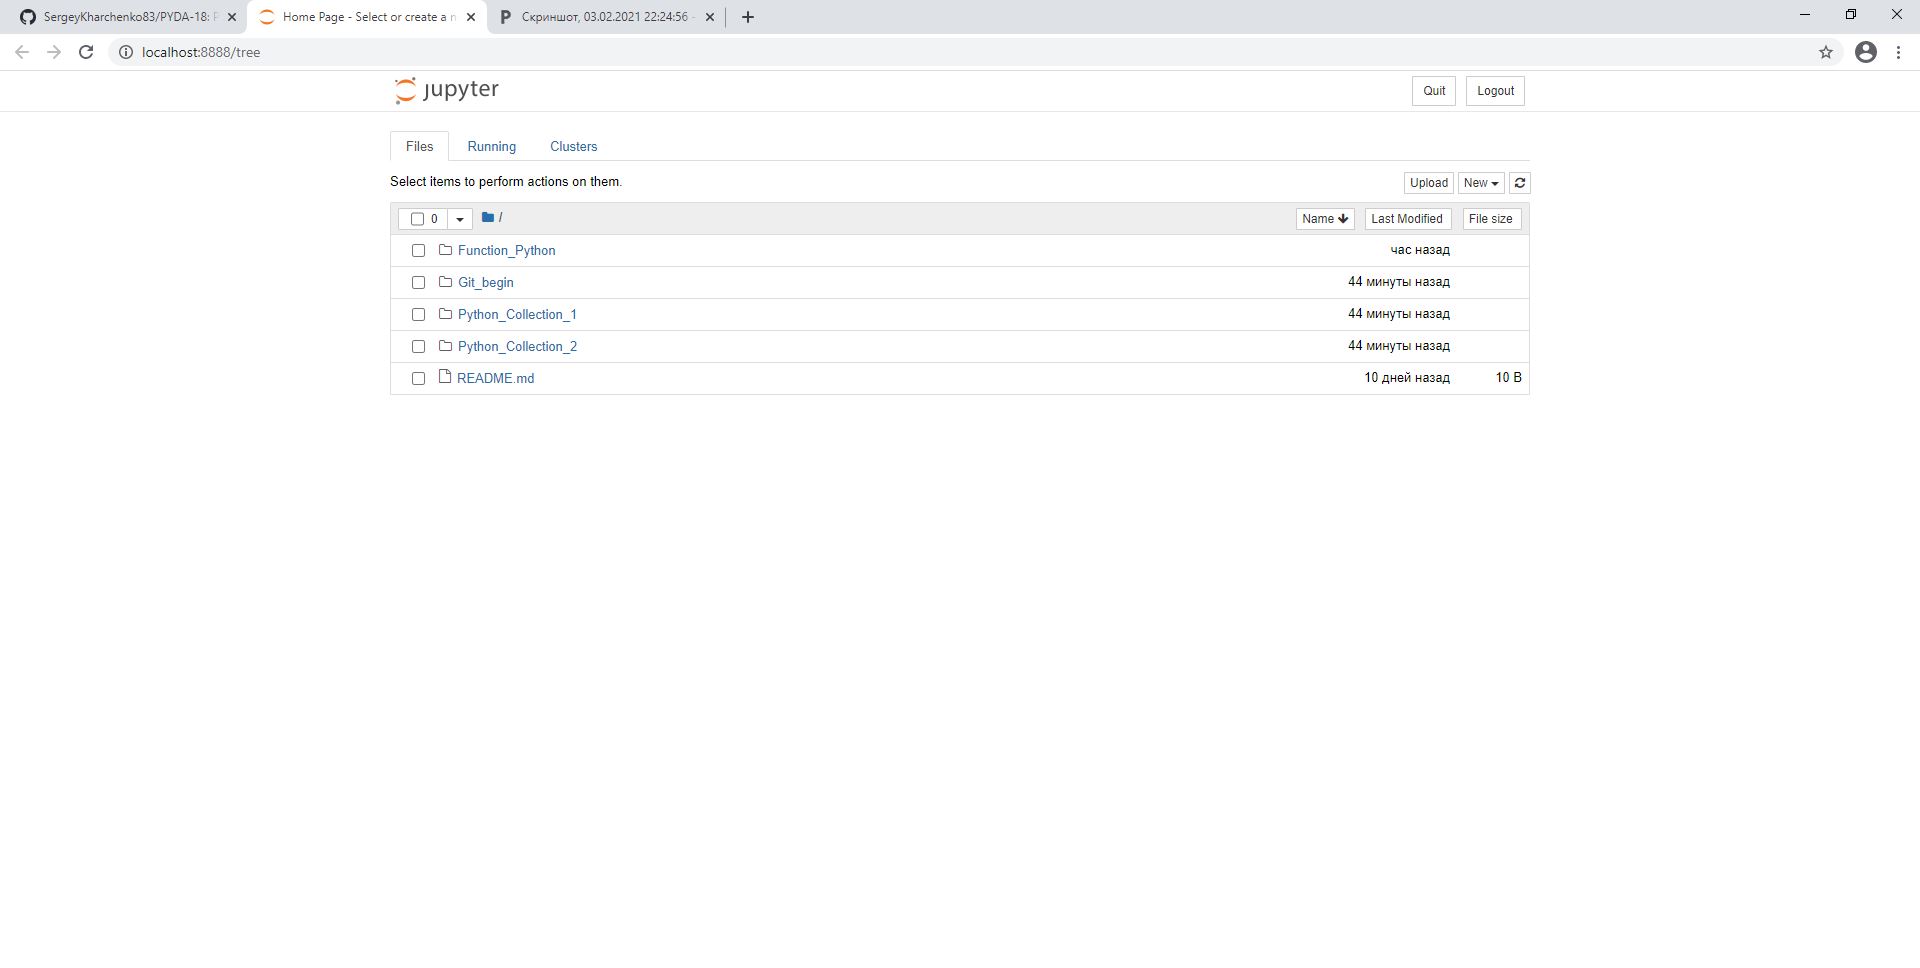 SergeyKharchenko83/PYDA-18: Home Page - Select or create a Скриншот, 03.02.2021 22:24:56 -
localhost:8888/tree
jupyter Quit Logout
Files Running Clusters
Select items to perform actions on them. Upload New
0 / Name Last Modified File size
Function_Python час назад
Git_begin 44 минуты назад
Python_Collection_1 44 минуты назад
Python_Collection_2 44 минуты назад
README.md 10 дней назад 10 B